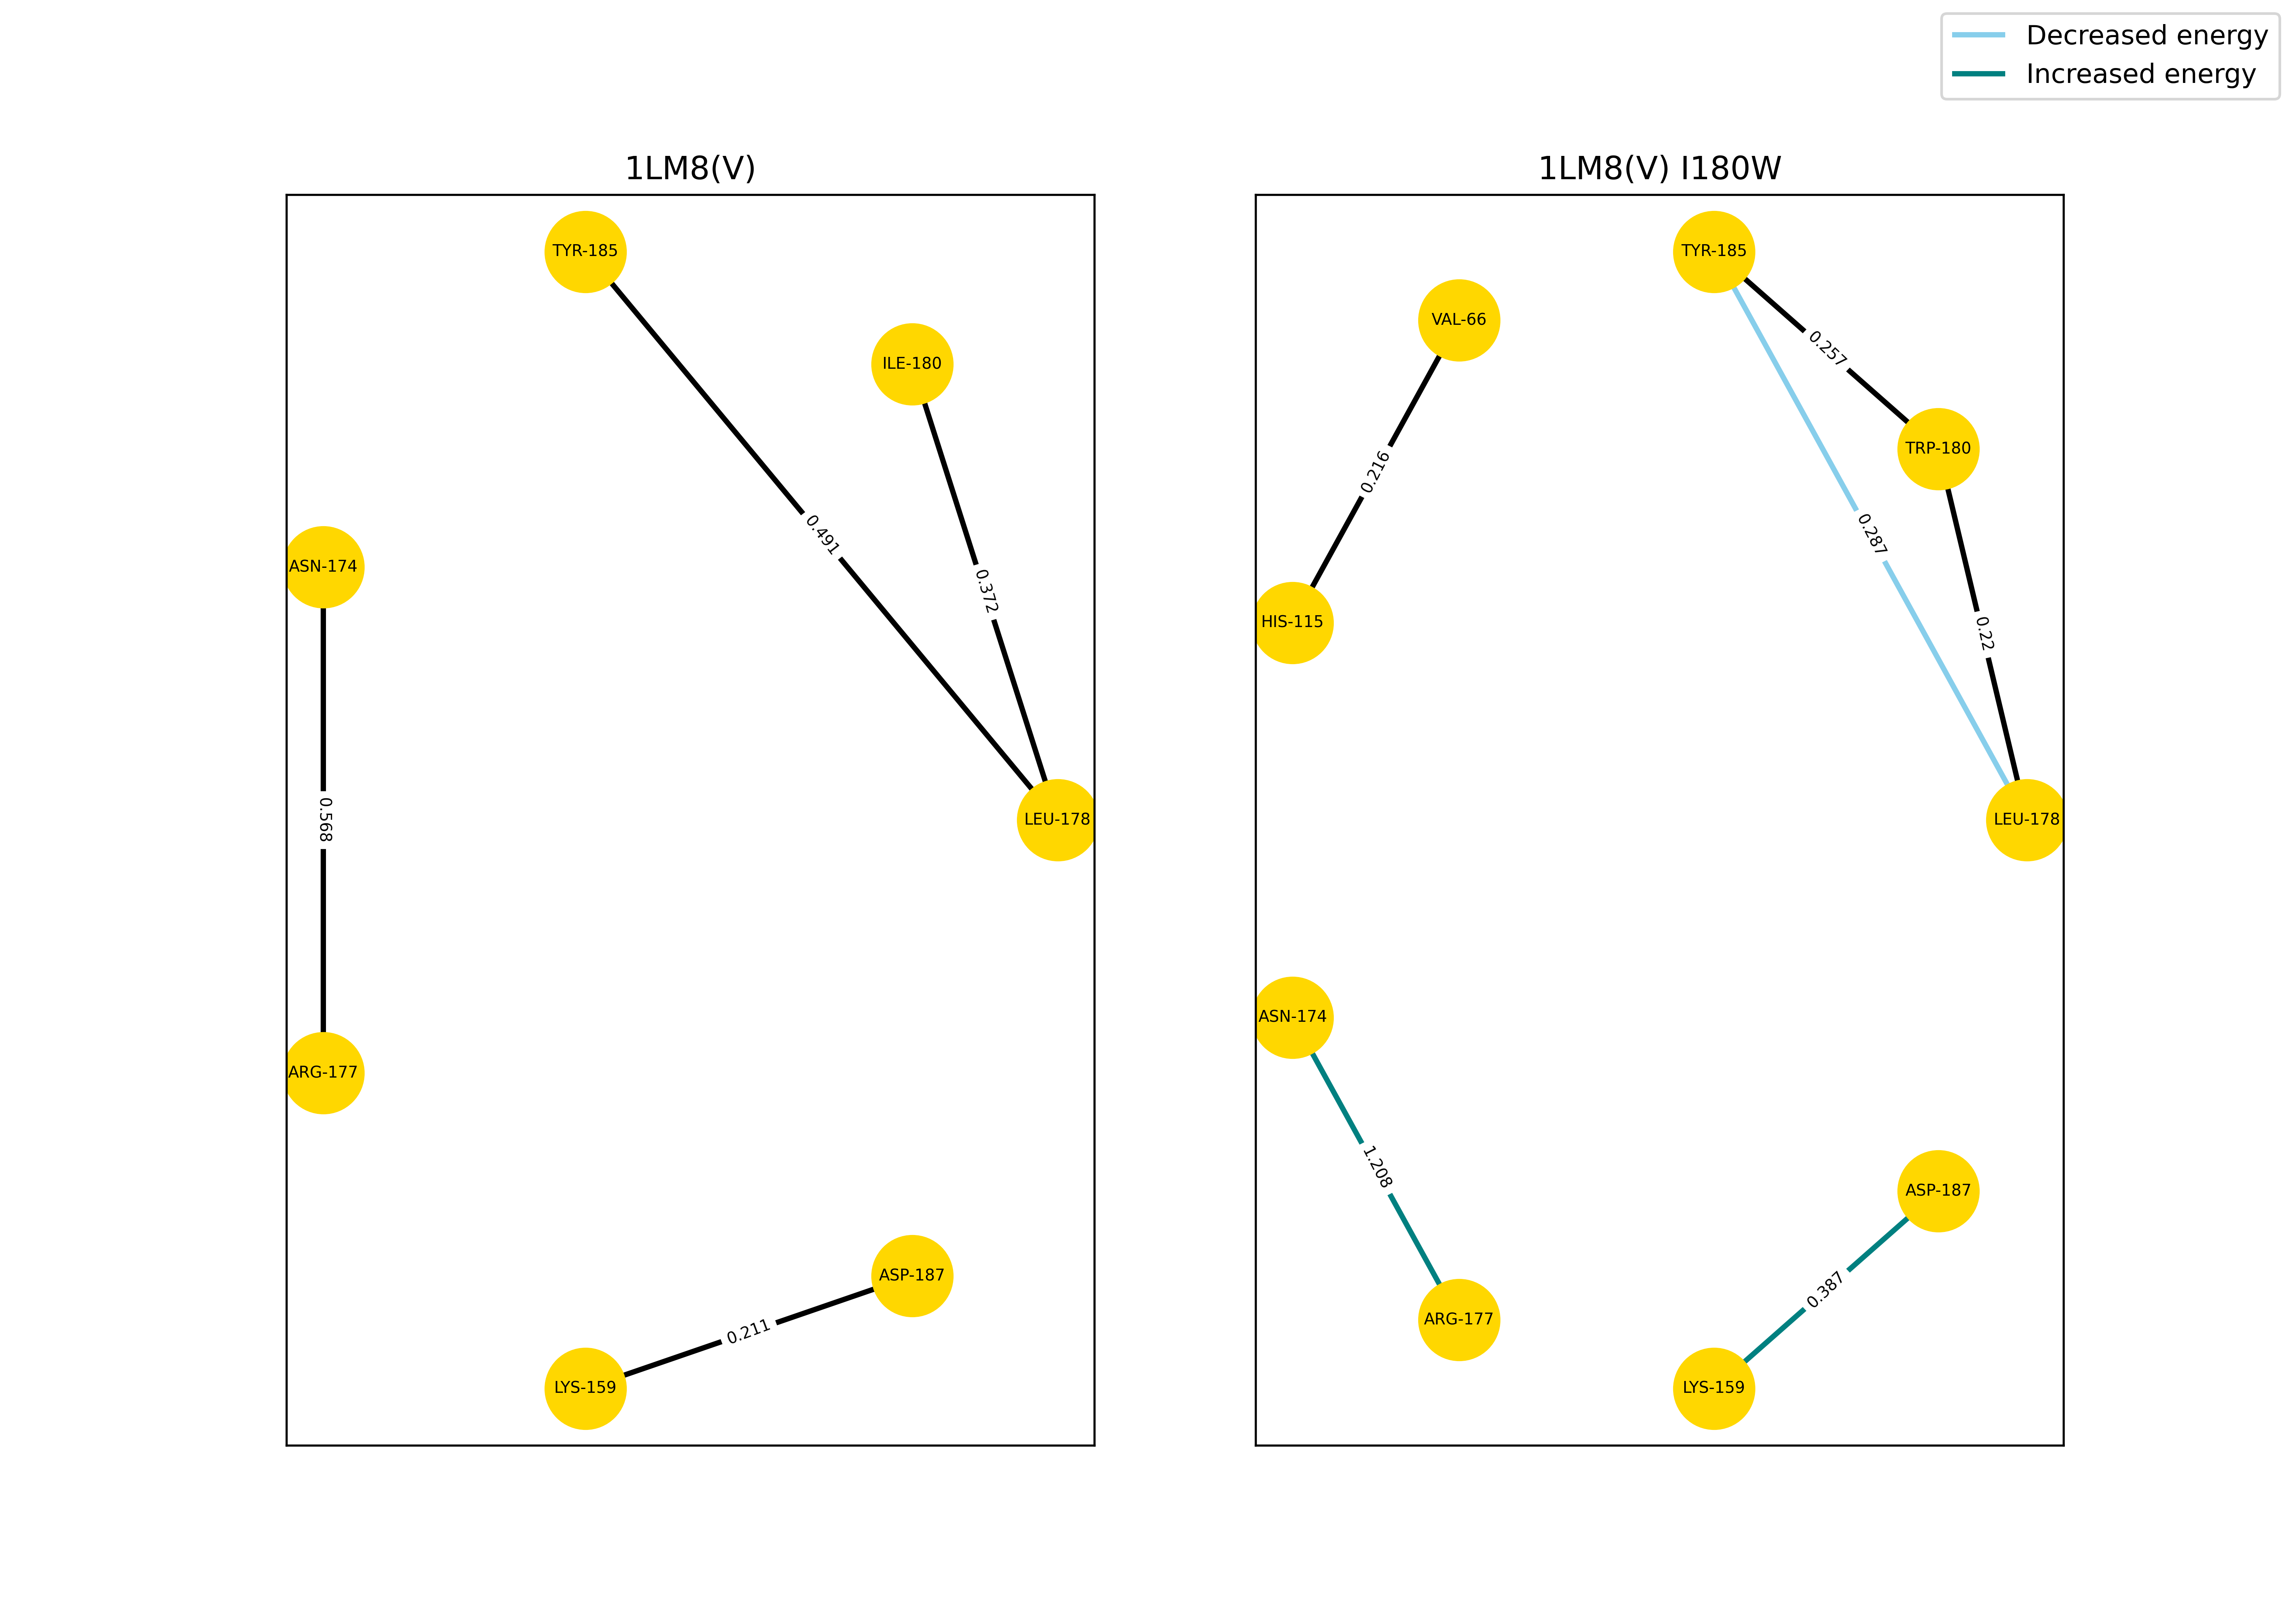 Decreased energy
Increased energy
1LM8(V)
TYR-185
ILE-180
0.491
ASN-174
0.372
0.568
LEU-178
ARG-177
ASP-187
0.211
LYS-159
1LM8(V) I180W
TYR-185
VAL-66
0.257
TRP-180
0.216
0.287
HIS-115
0.22
LEU-178
ASN-174
1.208
ASP-187
0.387
ARG-177
LYS-159